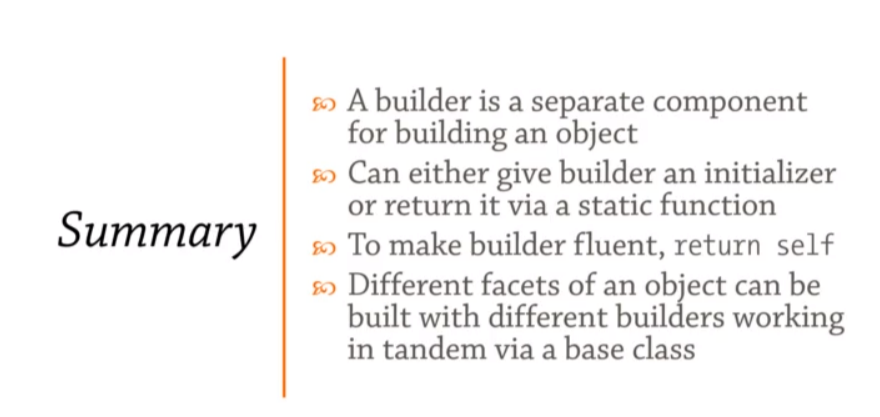 Summary
A builder is a separate component
for building an object
Can either give builder an initializer
or return it via a static function
To make builder fluent, return self
Different facets of an object can be
built with different builders working
in tandem via a base class